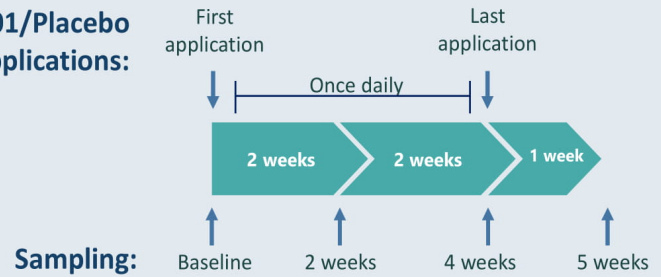 01/Placebo
plications:
First
application
Last
application
Once daily
2 weeks
2 weeks
1 week
Sampling:
Baseline
2 weeks
4 weeks
5 weeks